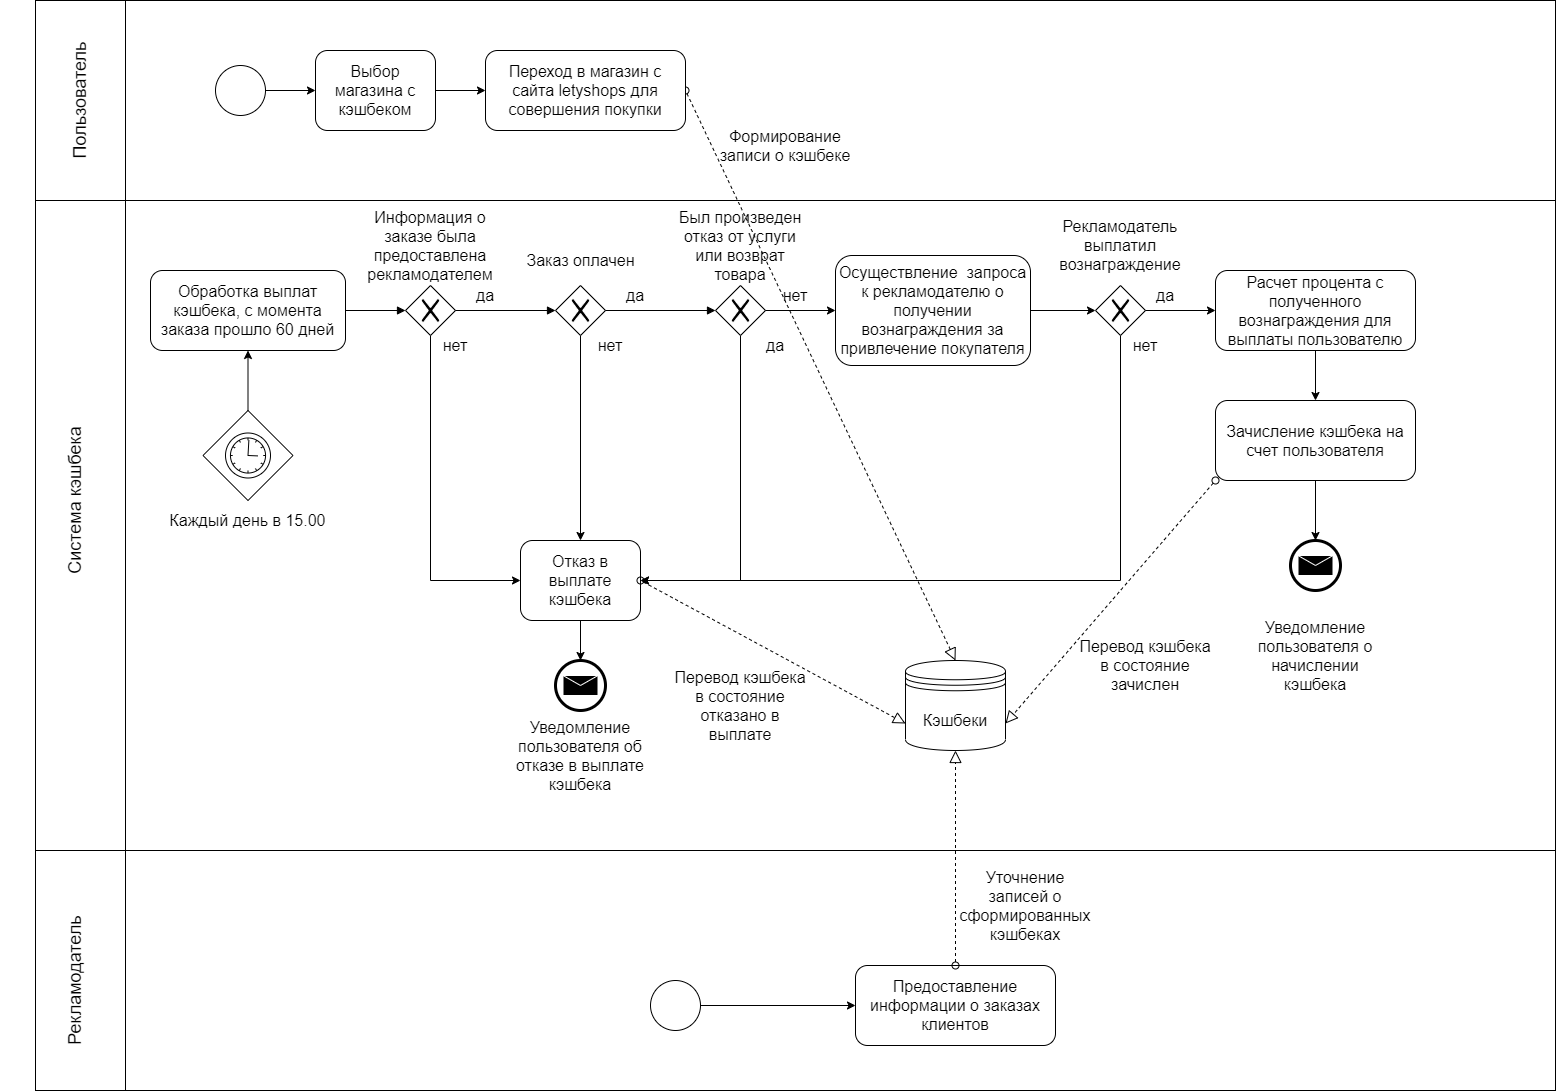 Пользователь
Выбор
магазина с
кэшбеком
Переход в магазин с
сайта letyshops для
совершения покупки
Формирование
записи о кэшбеке
Система кэшбека
Информация о
заказе была
предоставлена
рекламодателем
Заказ оплачен
Был произведен
отказ от услуги
или возврат
товара
Рекламодатель
выплатил
вознаграждение
Обработка выплат
кэшбека, с момента
заказа прошло 60 дней
да
нет
да
нет
нет
да
Осуществление запроса
к рекламодателю о
получении
вознаграждения за
привлечение покупателя
да
нет
Расчет процента с
полученного
вознаграждения для
выплаты пользователю
Зачисление кэшбека на
счет пользователя
Каждый день в 15.00
Отказ в
выплате
кэшбека
Уведомление
пользователя об
отказе в выплате
кэшбека
Перевод кэшбека
в состояние
отказано в
выплате
Кэшбеки
Перевод кэшбека
в состояние
зачислен
Уведомление
пользователя о
начислении
кэшбека
Рекламодатель
Уточнение
записей о
сформированных
кэшбеках
Предоставление
информации о заказах
клиентов